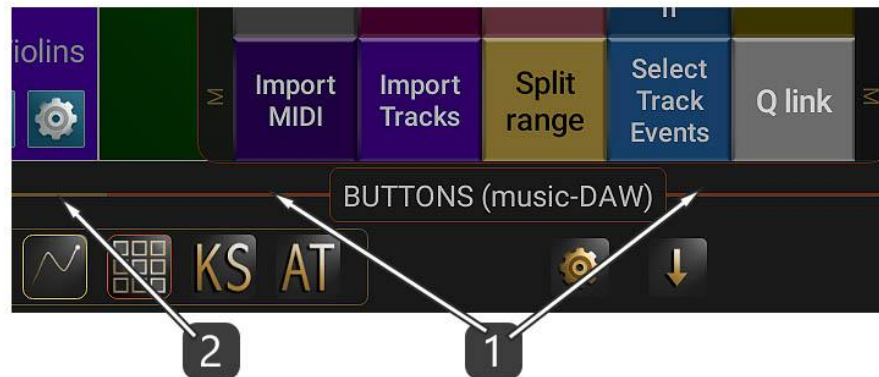 iolins
n
Import
MIDI
Import
Tracks
Split
range
Select
Track
Events
Q link
M
M
BUTTONS (music-DAW)
KS
AT
2
1